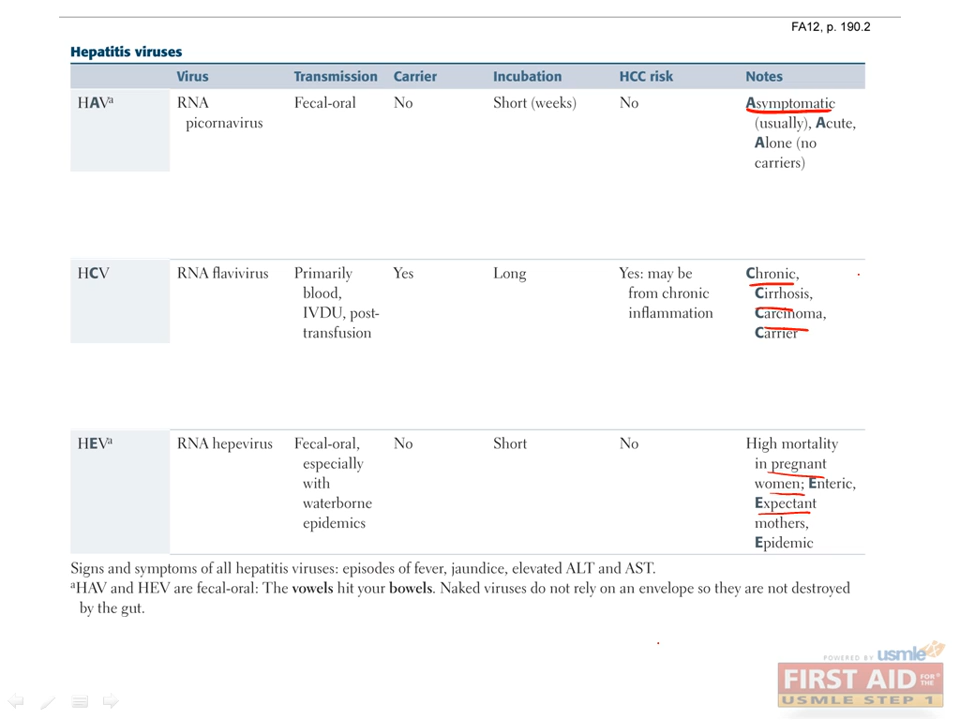 FA12, p. 190.2
Hepatitis viruses
Virus Transmission Carrier Incubation HCC risk Notes
HAVᵃ RNA Fecal-oral No Short (weeks) No Asymptomatic
picornavirus (usually), Acute,
Alone (no
carriers)
HCV RNA flavivirus Primarily Yes Long Yes: may be Chronic,
blood, from chronic Cirrhosis,
IVDU, post- inflammation Carcinoma,
transfusion Carrier
HEVᵃ RNA hepevirus Fecal-oral, No Short No High mortality
especially in pregnant
with women; Enteric,
waterborne Expectant
epidemics mothers,
Epidemic
Signs and symptoms of all hepatitis viruses: episodes of fever, jaundice, elevated ALT and AST.
ᵃHAV and HEV are fecal-oral: The vowels hit your bowels. Naked viruses do not rely on an envelope so they are not destroyed
by the gut.
POWERED BY usmle
FIRST AID FOR THE®
USMLE STEP 1